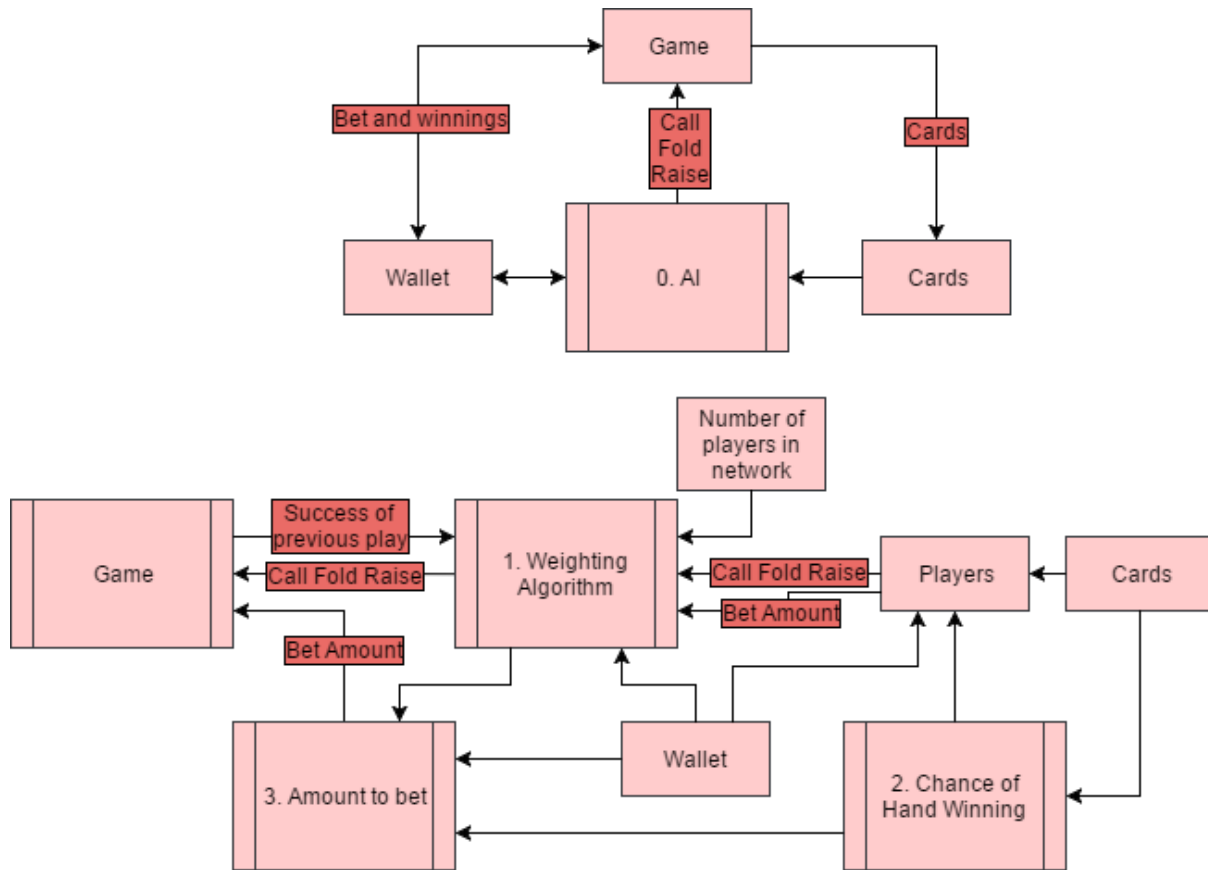 Game
Bet and winnings
Call
Fold
Raise
Cards
Wallet
0. AI
Cards
Number of
players in
network
Success of
previous play
1. Weighting
Algorithm
Game
Call Fold Raise
Call Fold Raise
Players
Cards
Bet Amount
Bet Amount
3. Amount to bet
Wallet
2. Chance of
Hand Winning